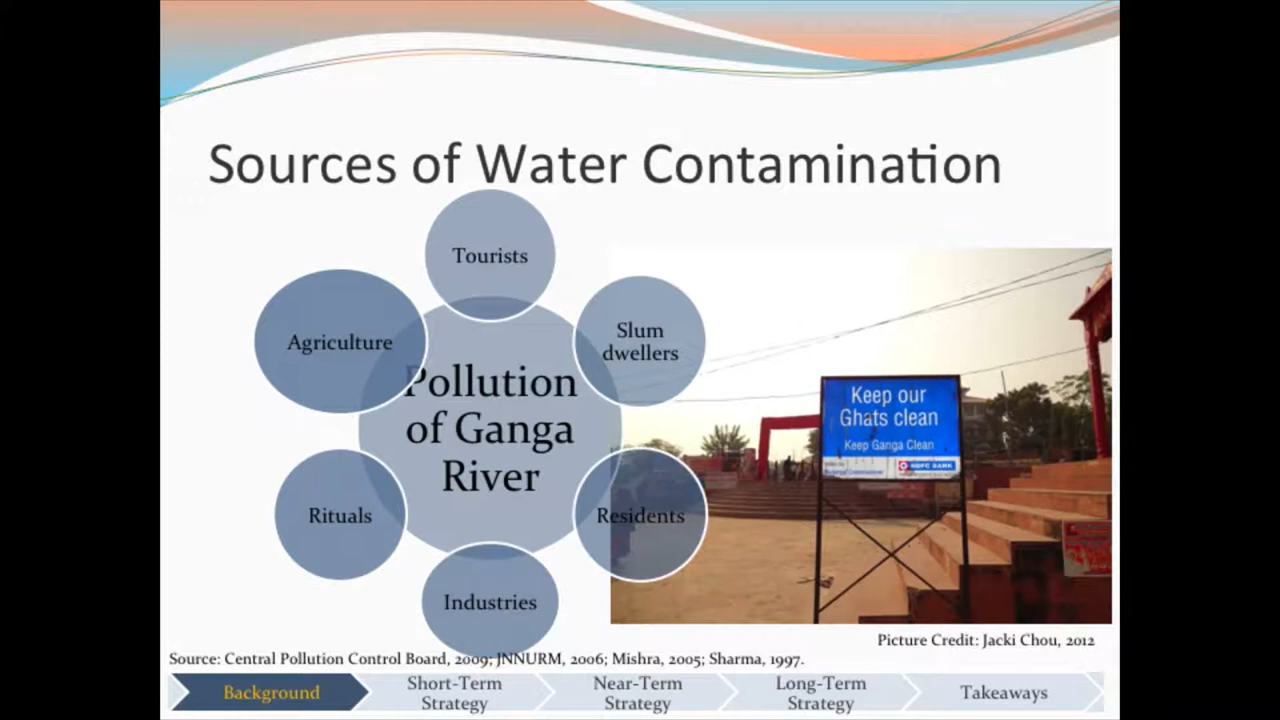 Sources of Water Contamination
Tourists
Agriculture
Slum
dwellers
Pollution
of Ganga
River
Rituals
Residents
Industries
Keep our
Ghats clean
Keep Ganga Clean
HDFC BANK
Picture Credit: Jacki Chou, 2012
Source: Central Pollution Control Board, 2009; JNNURM, 2006; Mishra, 2005; Sharma, 1997.
Background
Short-Term
Strategy
Near-Term
Strategy
Long-Term
Strategy
Takeaways